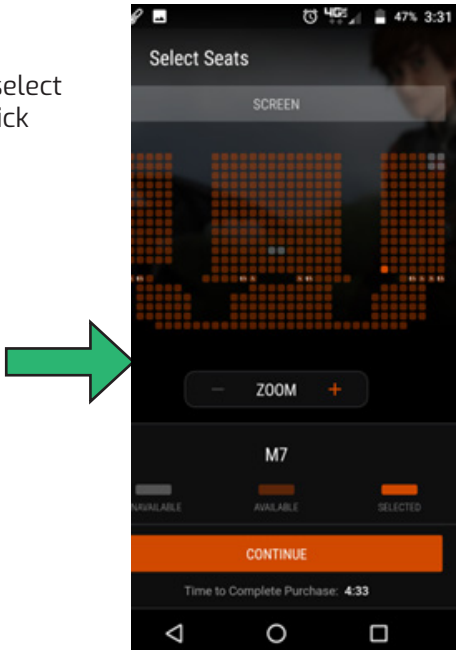 select
ick
4G 47% 3:31
Select Seats
SCREEN
ZOOM
M7
NAVAILABLE AVAILABLE SELECTED
CONTINUE
Time to Complete Purchase: 4:33